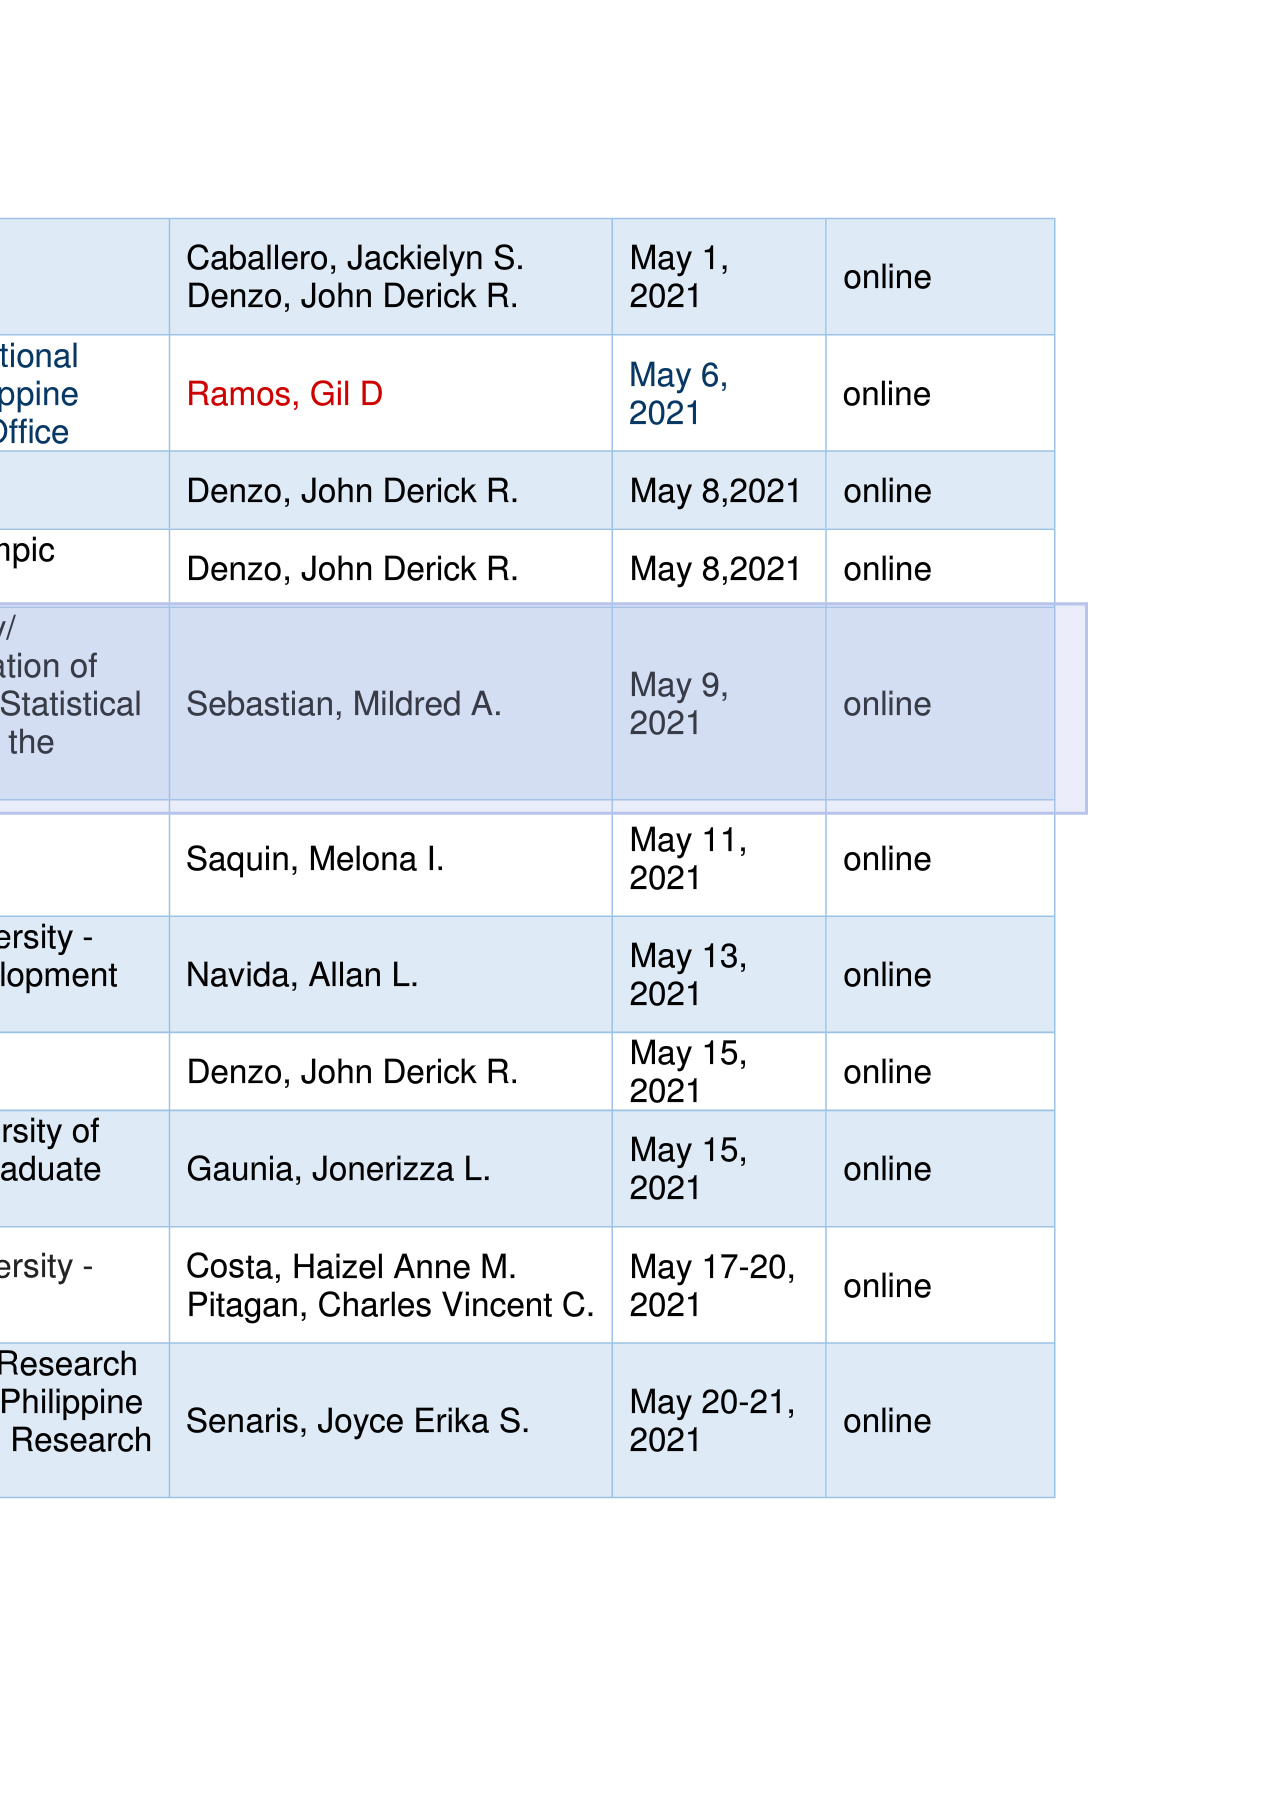 Caballero, Jackielyn S.
Denzo, John Derick R.
May 1,
2021
online
tional
ppine
Office
Ramos, Gil D
May 6,
2021
online
Denzo, John Derick R.
May 8,2021
online
mpic
Denzo, John Derick R.
May 8,2021
online
y/
ation of
Statistical
the
Sebastian, Mildred A.
May 9,
2021
online
Saquin, Melona I.
May 11,
2021
online
ersity -
lopment
Navida, Allan L.
May 13,
2021
online
Denzo, John Derick R.
May 15,
2021
online
rsity of
aduate
Gaunia, Jonerizza L.
May 15,
2021
online
ersity -
Costa, Haizel Anne M.
Pitagan, Charles Vincent C.
May 17-20,
2021
online
Research
Philippine
Research
Senaris, Joyce Erika S.
May 20-21,
2021
online